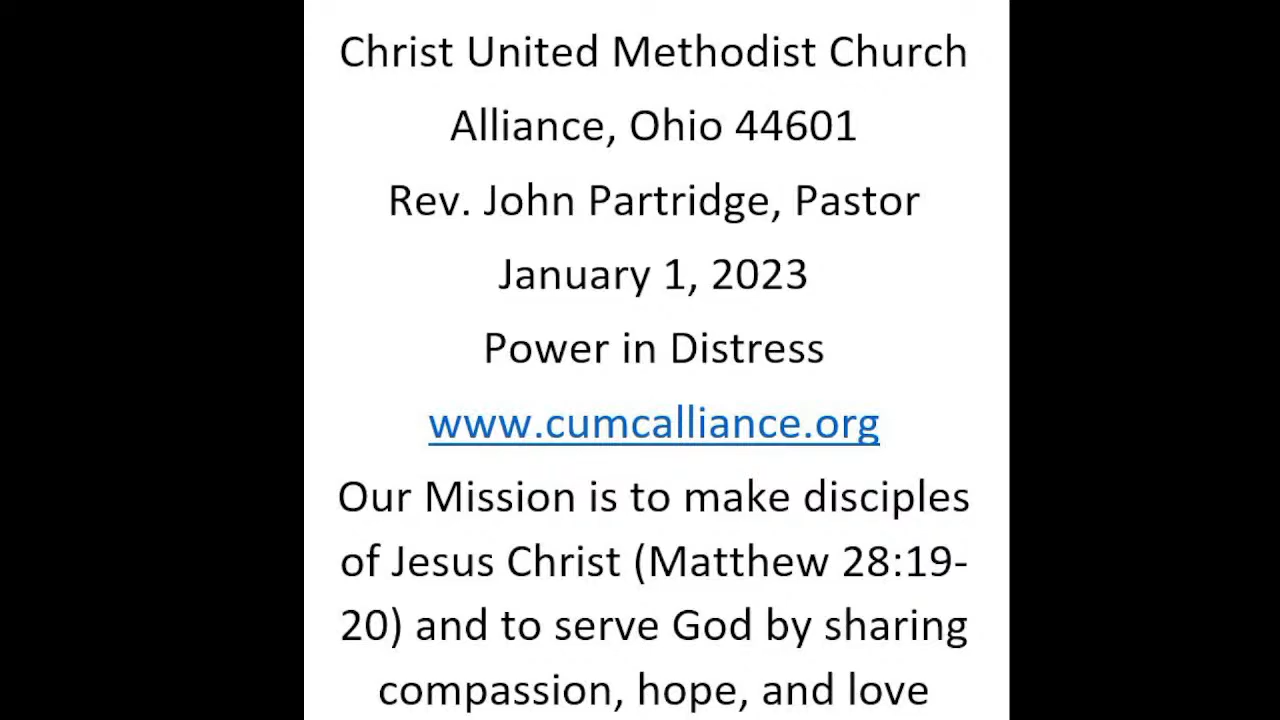 Christ United Methodist Church
Alliance, Ohio 44601
Rev. John Partridge, Pastor
January 1, 2023
Power in Distress
www.cumcalliance.org
Our Mission is to make disciples
of Jesus Christ (Matthew 28:19-
20) and to serve God by sharing
compassion, hope, and love